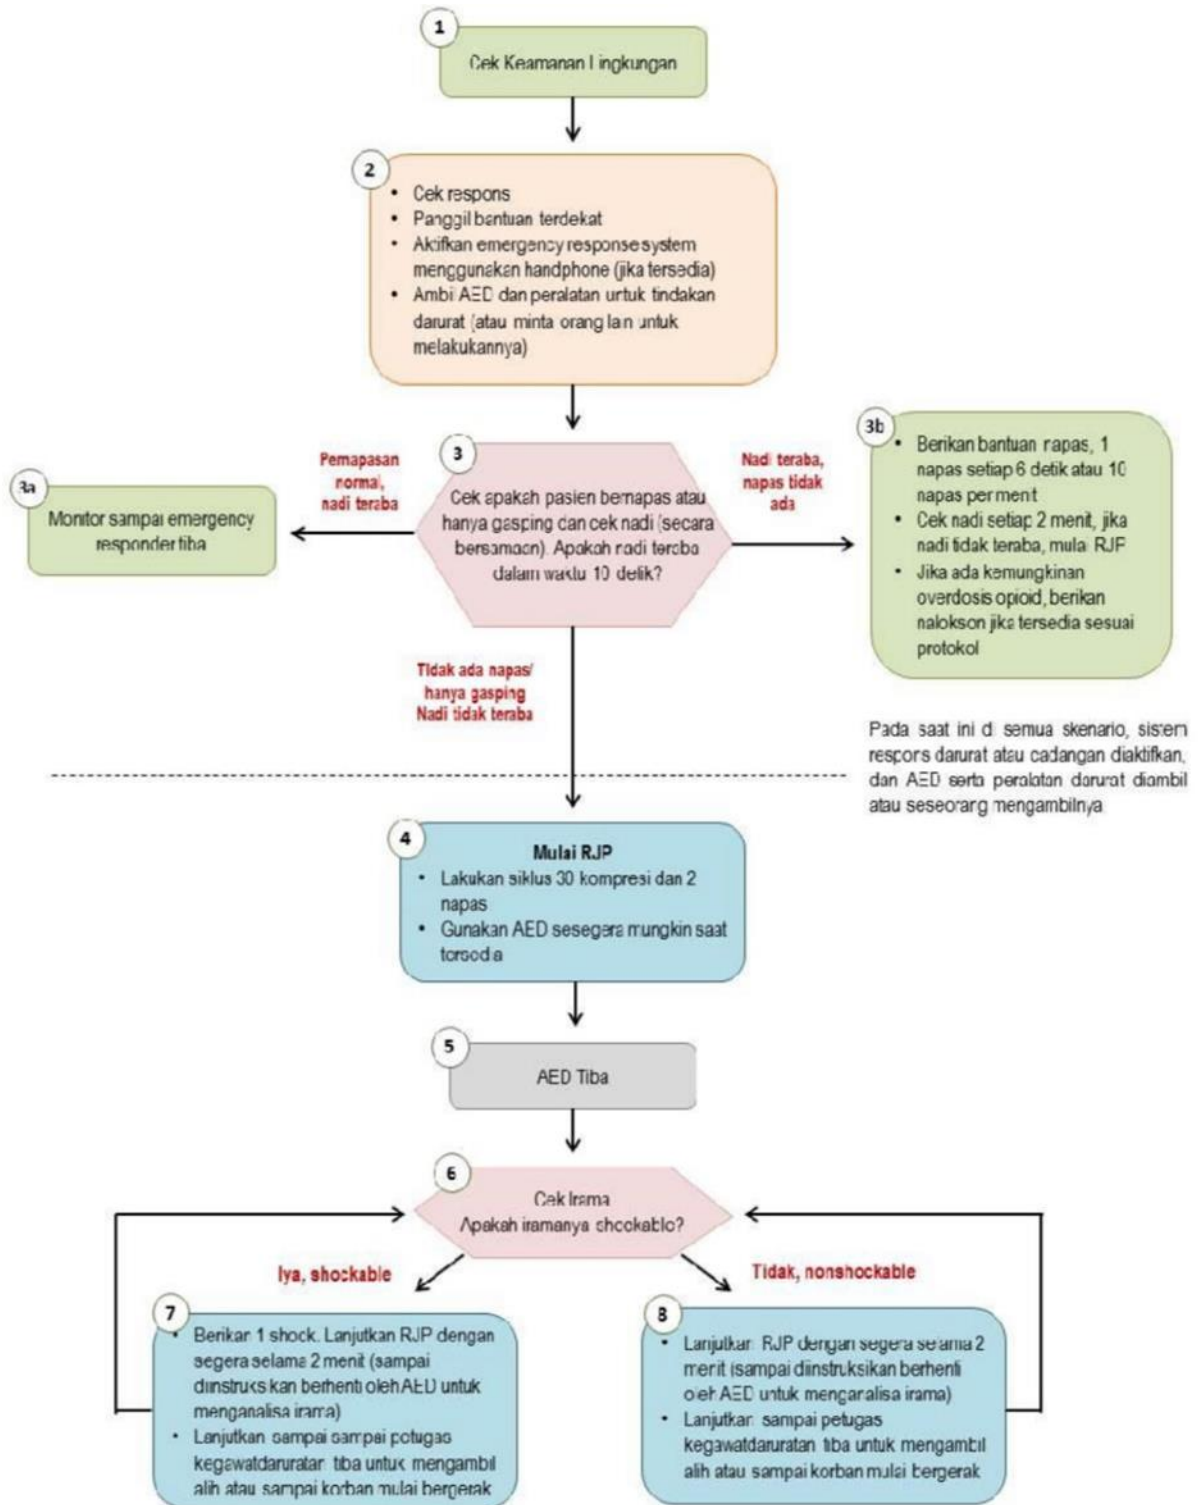 1
Cek Keamanan Lingkungan
2
• Cek respons
• Panggil bantuan terdekat
• Aktifkan emergency response system
menggunakan handphone (jika tersedia)
• Ambil AED dan peralatan untuk tindakan
darurat (atau minta orang lain untuk
melakukannya)
3
Cek apakah pasien bernapas atau
hanya gasping dan cek nadi (secara
bersamaan). Apakah nadi teraba
dalam waktu 10 detik?
Pernapasan
normal,
nadi teraba
3a
Monitor sampai emergency
responder tiba
Nadi teraba,
napas tidak
ada
3b
• Berikan bantuan napas, 1
napas setiap 6 detik atau 10
napas per menit
• Cek nadi setiap 2 menit, jika
nadi tidak teraba, mulai RJP
• Jika ada kemungkinan
overdosis opioid, berikan
nalokson jika tersedia sesuai
protokol
Tidak ada napas/
hanya gasping
Nadi tidak teraba
Pada saat ini di semua skenario, sistem
respons darurat atau cadangan diaktifkan,
dan AED serta peralatan darurat diambil
atau seseorang mengambilnya
4
Mulai RJP
• Lakukan siklus 30 kompresi dan 2
napas
• Gunakan AED sesegera mungkin saat
tersedia
5
AED Tiba
6
Cek Irama
Apakah iramanya shockable?
Iya, shockable
Tidak, nonshockable
7
• Berikan 1 shock. Lanjutkan RJP dengan
segera selama 2 menit (sampai
diinstruksikan berhenti oleh AED untuk
menganalisa irama)
• Lanjutkan sampai sampai petugas
kegawatdaruratan tiba untuk mengambil
alih atau sampai korban mulai bergerak
8
• Lanjutkan RJP dengan segera selama 2
menit (sampai diinstruksikan berhenti
oleh AED untuk menganalisa irama)
• Lanjutkan sampai petugas
kegawatdaruratan tiba untuk mengambil
alih atau sampai korban mulai bergerak